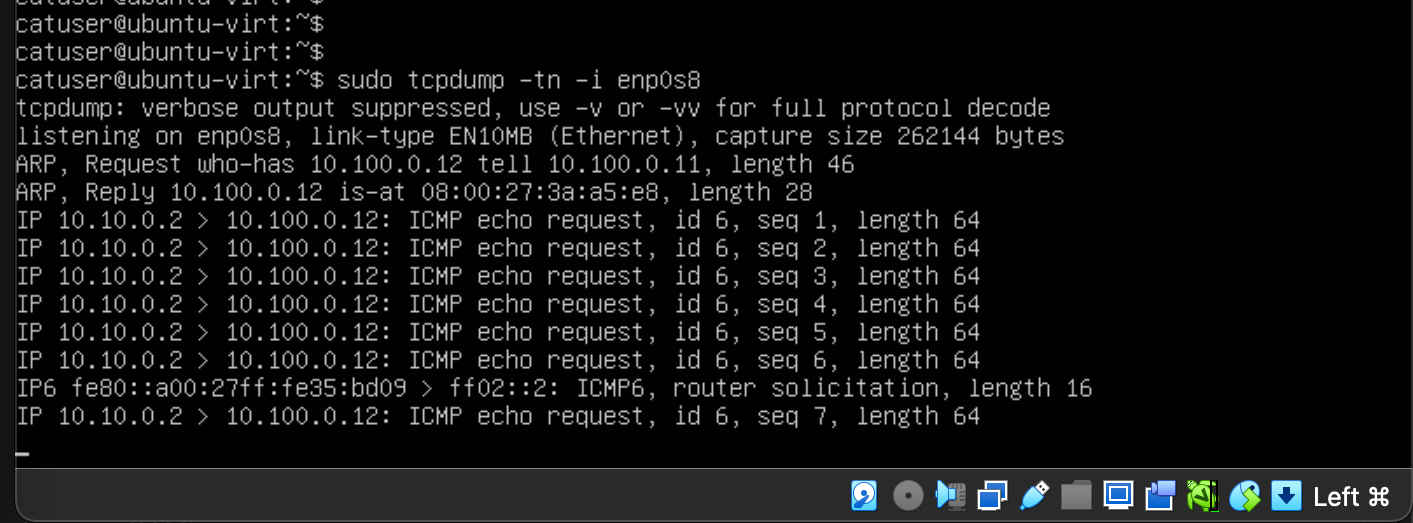 catuser@ubuntu-virt:~$
catuser@ubuntu-virt:~$
catuser@ubuntu-virt:~$
catuser@ubuntu-virt:~$ sudo tcpdump -tn -i enp0s8
tcpdump: verbose output suppressed, use -v or -vv for full protocol decode
listening on enp0s8, link-type EN10MB (Ethernet), capture size 262144 bytes
ARP, Request who-has 10.100.0.12 tell 10.100.0.11, length 46
ARP, Reply 10.100.0.12 is-at 08:00:27:3a:a5:e8, length 28
IP 10.10.0.2 > 10.100.0.12: ICMP echo request, id 6, seq 1, length 64
IP 10.10.0.2 > 10.100.0.12: ICMP echo request, id 6, seq 2, length 64
IP 10.10.0.2 > 10.100.0.12: ICMP echo request, id 6, seq 3, length 64
IP 10.10.0.2 > 10.100.0.12: ICMP echo request, id 6, seq 4, length 64
IP 10.10.0.2 > 10.100.0.12: ICMP echo request, id 6, seq 5, length 64
IP 10.10.0.2 > 10.100.0.12: ICMP echo request, id 6, seq 6, length 64
IP6 fe80::a00:27ff:fe35:bd09 > ff02::2: ICMP6, router solicitation, length 16
IP 10.10.0.2 > 10.100.0.12: ICMP echo request, id 6, seq 7, length 64
Left ⌘